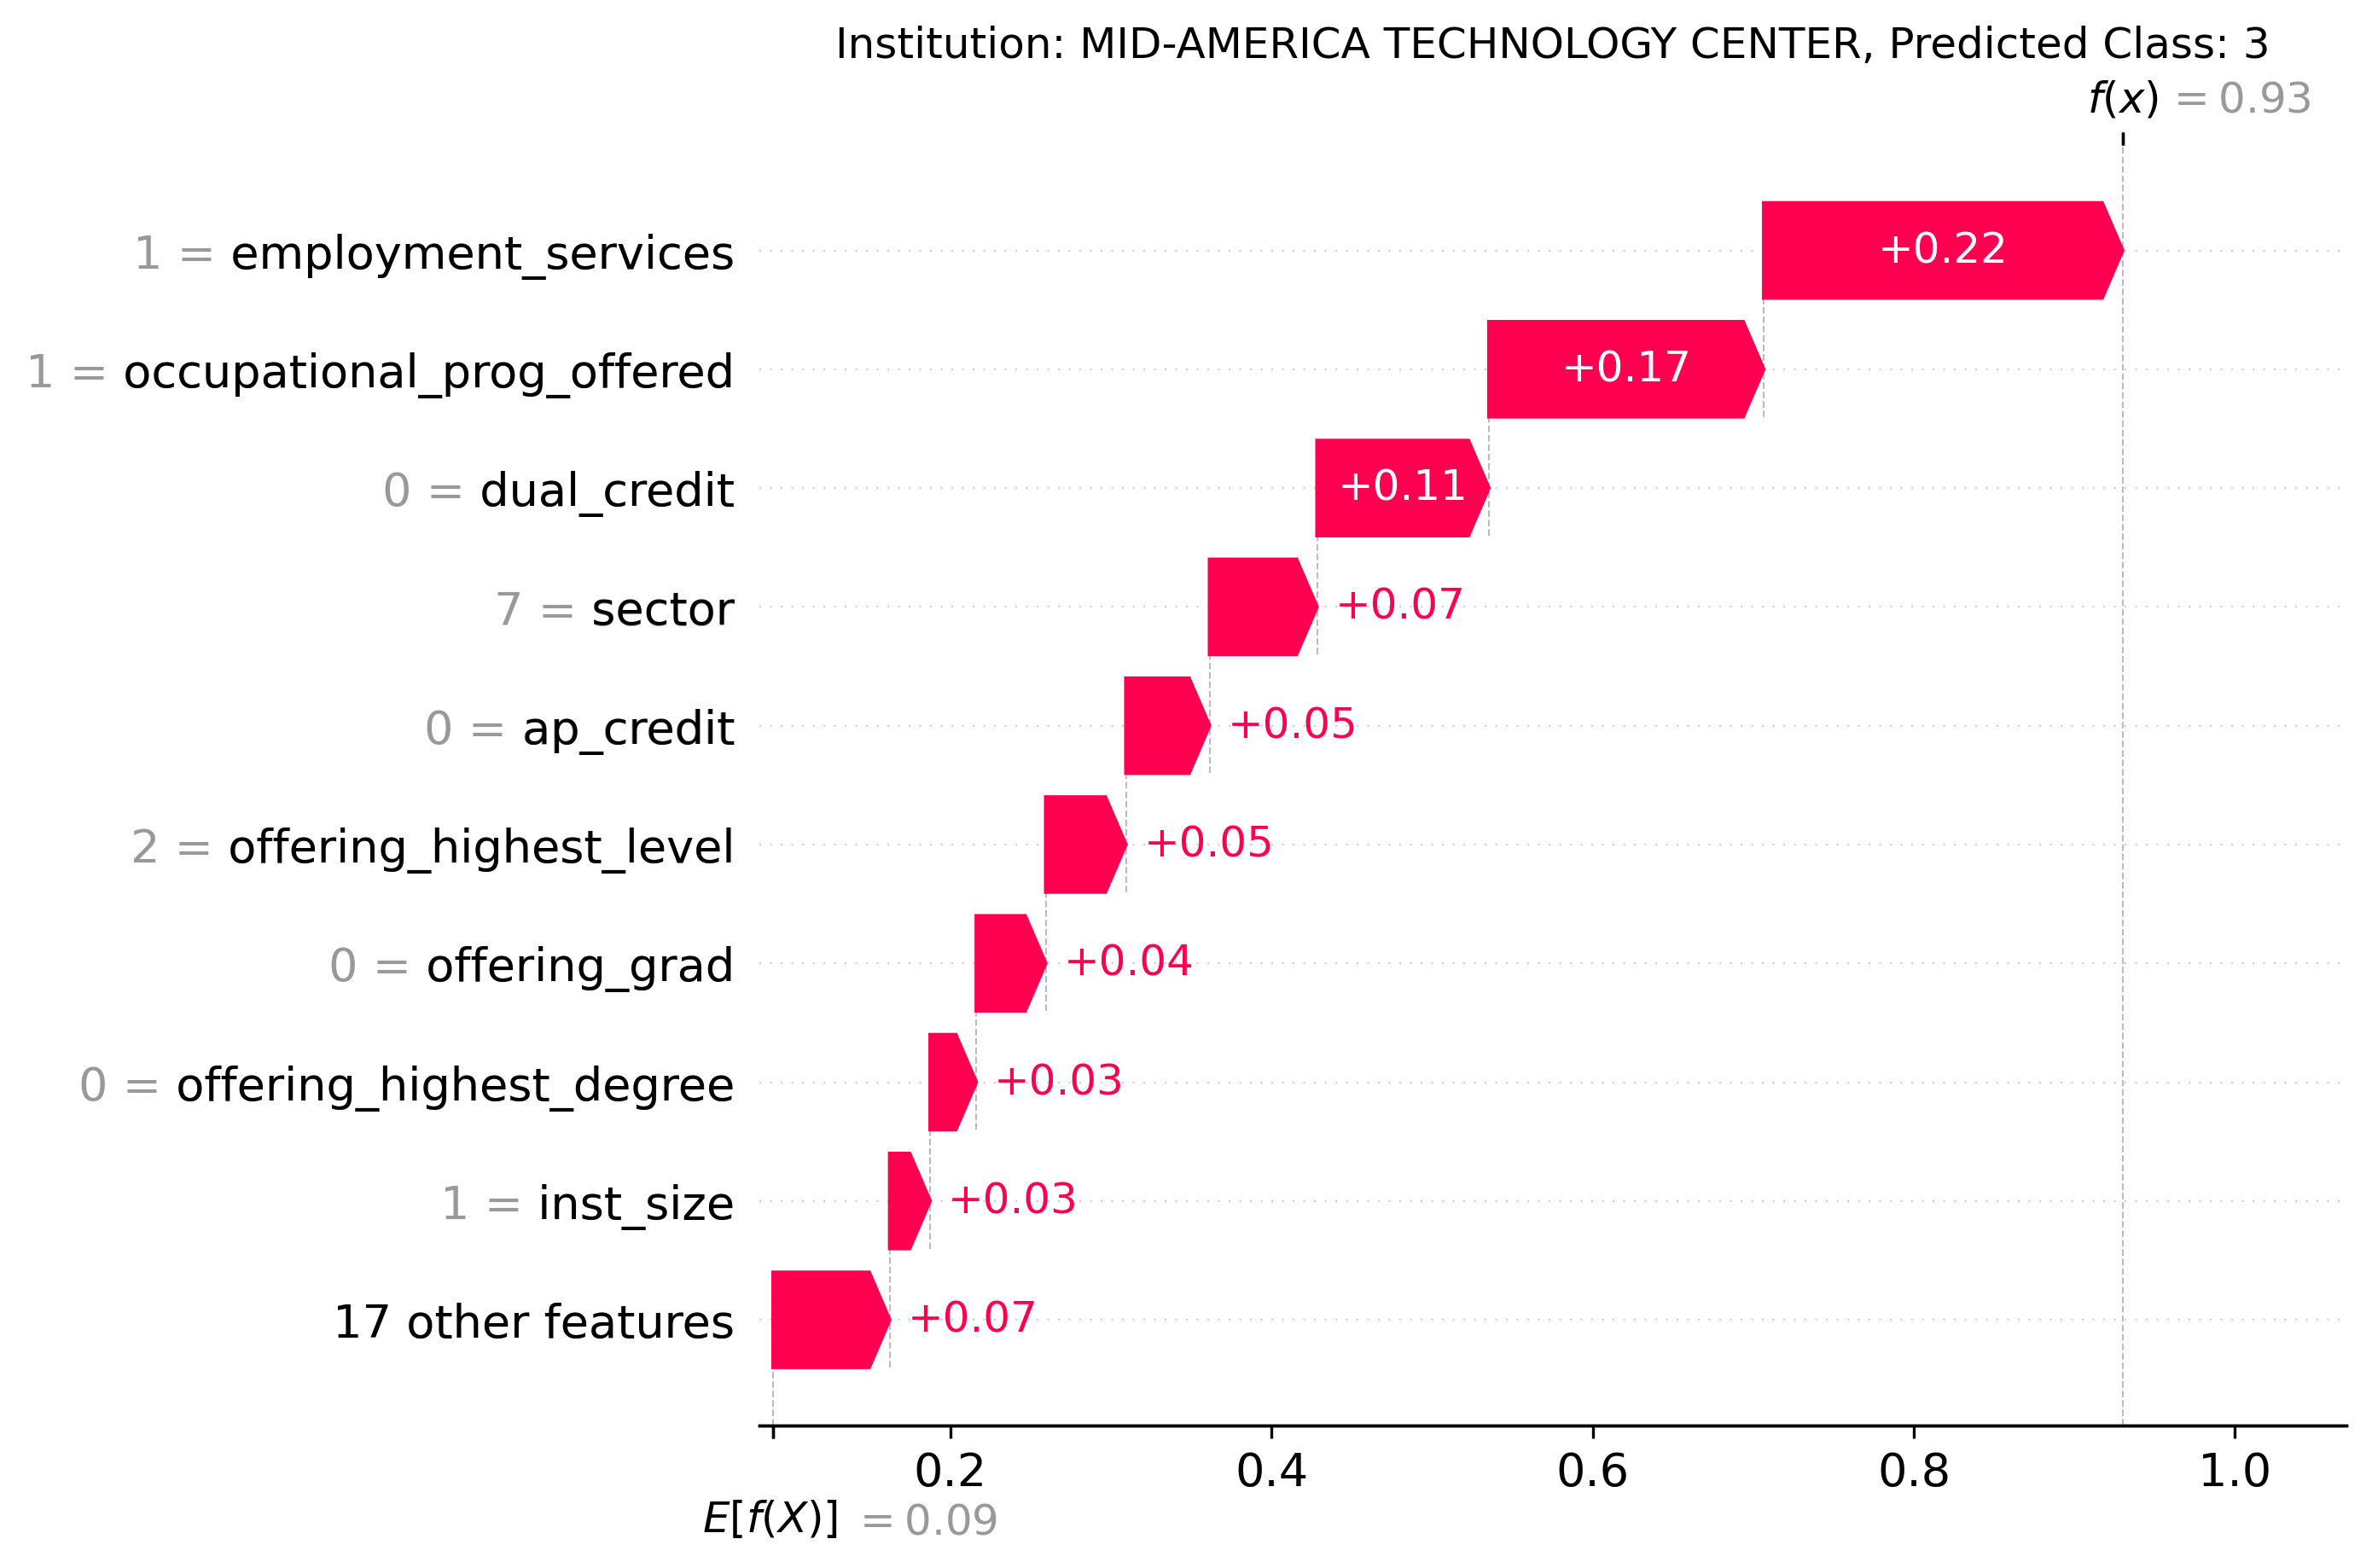 Institution: MID-AMERICA TECHNOLOGY CENTER, Predicted Class: 3
f(x) = 0.93
1 = employment_services +0.22
1 = occupational_prog_offered +0.17
0 = dual_credit +0.11
7 = sector +0.07
0 = ap_credit +0.05
2 = offering_highest_level +0.05
0 = offering_grad +0.04
0 = offering_highest_degree +0.03
1 = inst_size +0.03
17 other features +0.07
0.2 0.4 0.6 0.8 1.0
E[f(X)] = 0.09